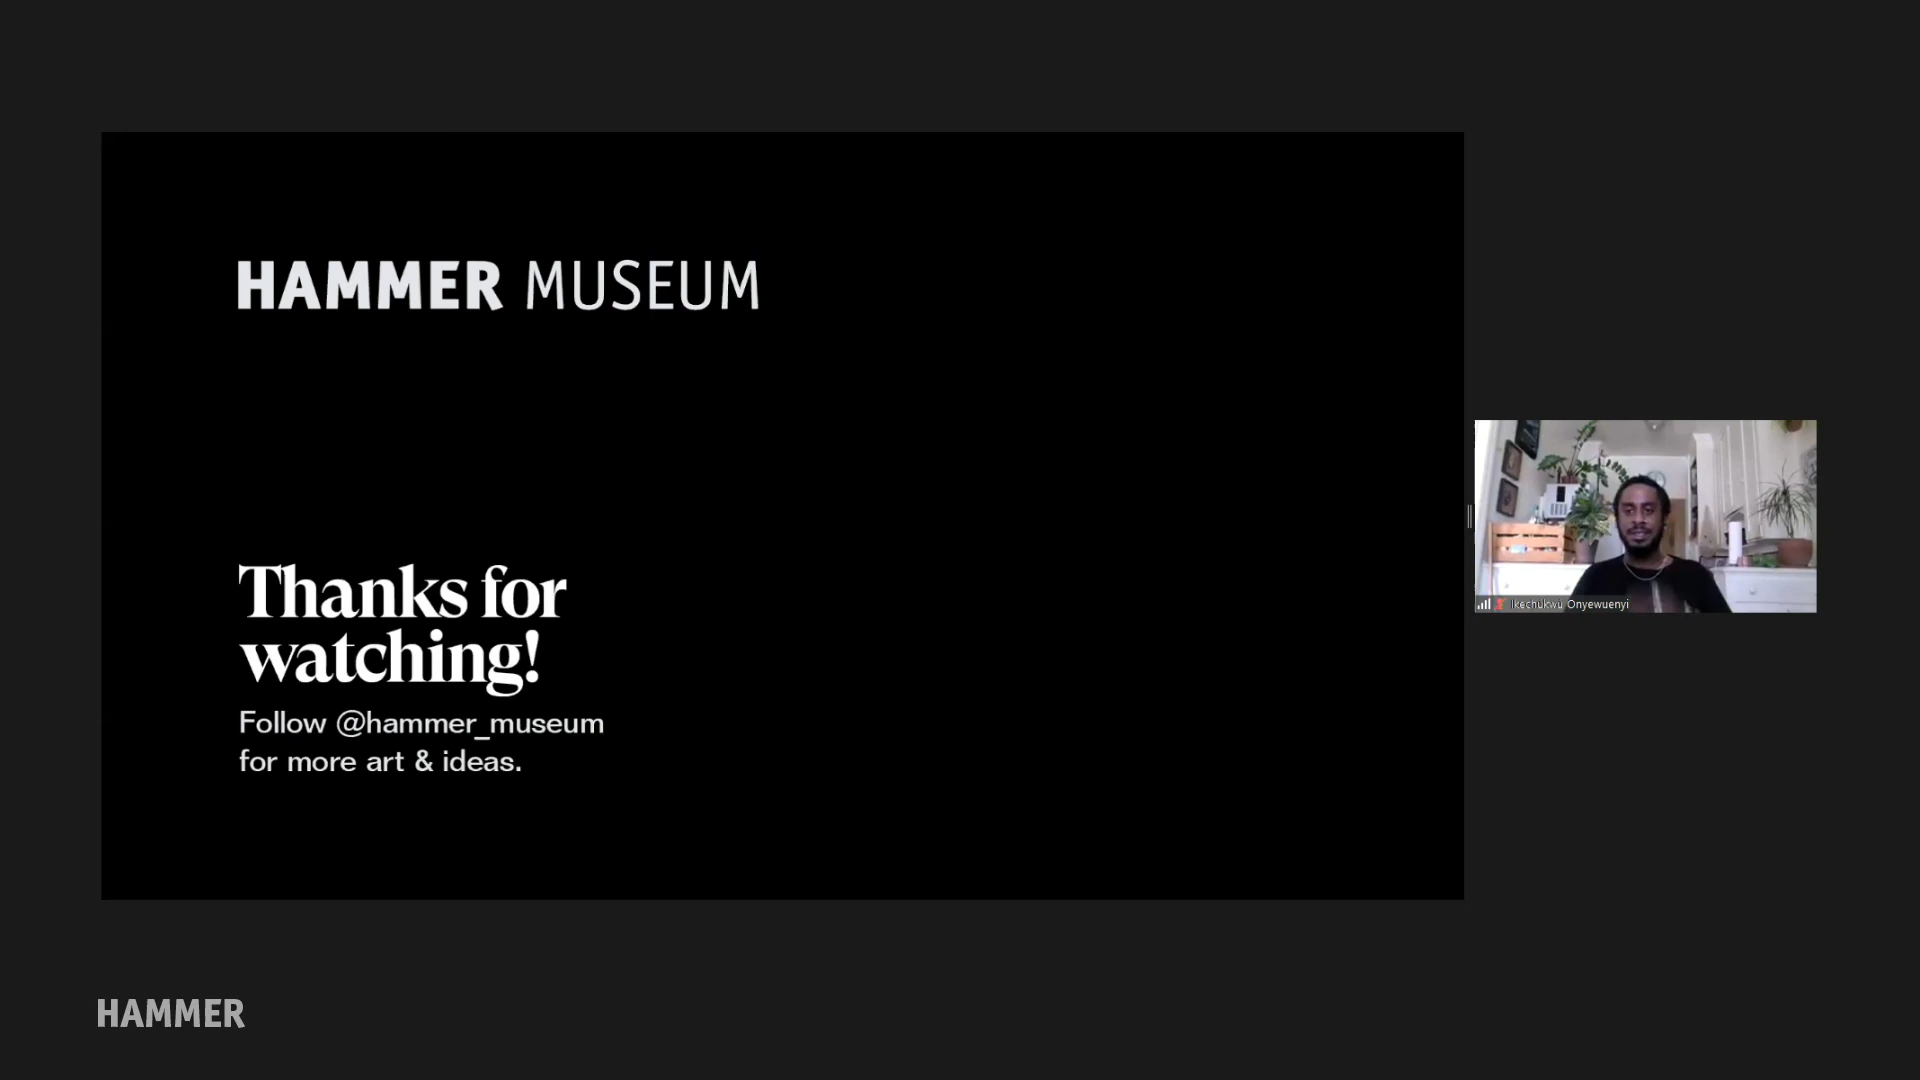 HAMMER MUSEUM
Thanks for
watching!
Follow @hammer_museum
for more art & ideas.
Ikechukwu Onyewuenyi
HAMMER